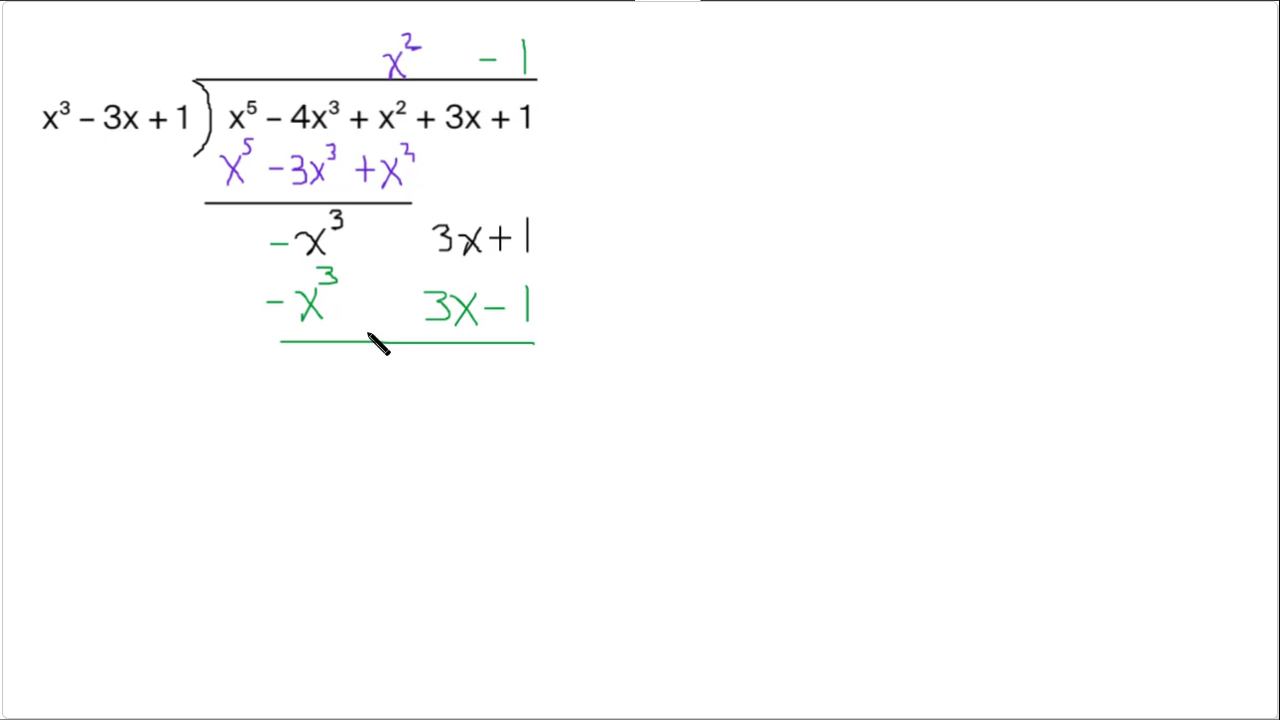 x² - 1
x³ – 3x + 1 ) x⁵ – 4x³ + x² + 3x + 1
x⁵ - 3x³ + x²
- x³ 3x + 1
- x³ 3x - 1